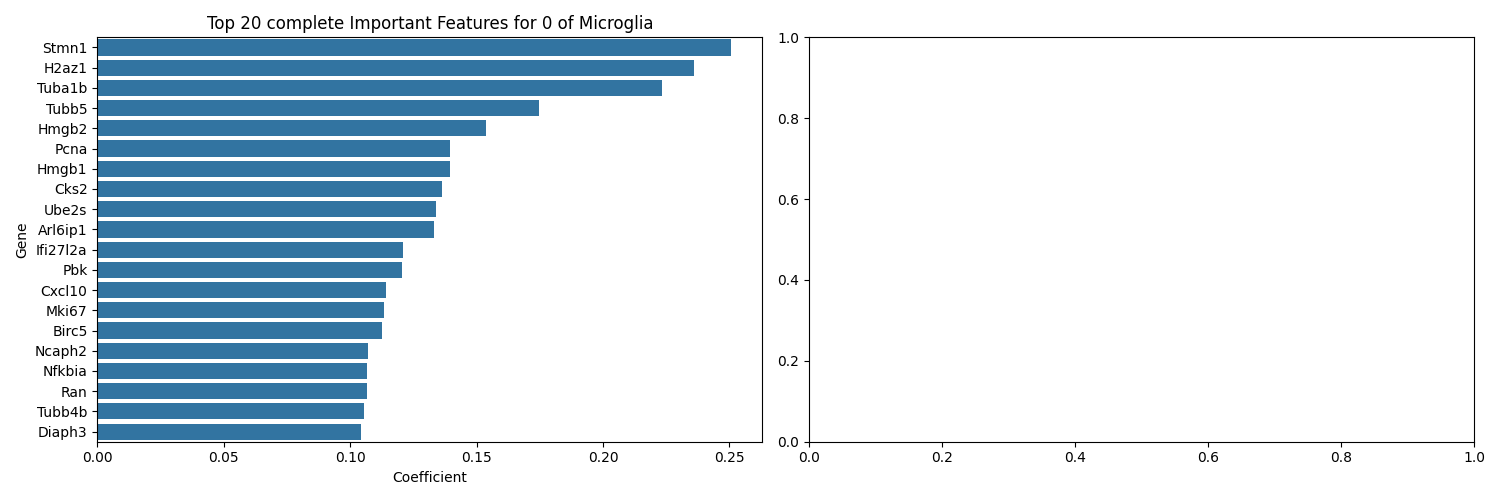 Top 20 complete Important Features for 0 of Microglia
Gene
Stmn1
H2az1
Tuba1b
Tubb5
Hmgb2
Pcna
Hmgb1
Cks2
Ube2s
Arl6ip1
Ifi27l2a
Pbk
Cxcl10
Mki67
Birc5
Ncaph2
Nfkbia
Ran
Tubb4b
Diaph3
0.00 0.05 0.10 0.15 0.20 0.25
Coefficient
1.0
0.8
0.6
0.4
0.2
0.0
0.0 0.2 0.4 0.6 0.8 1.0